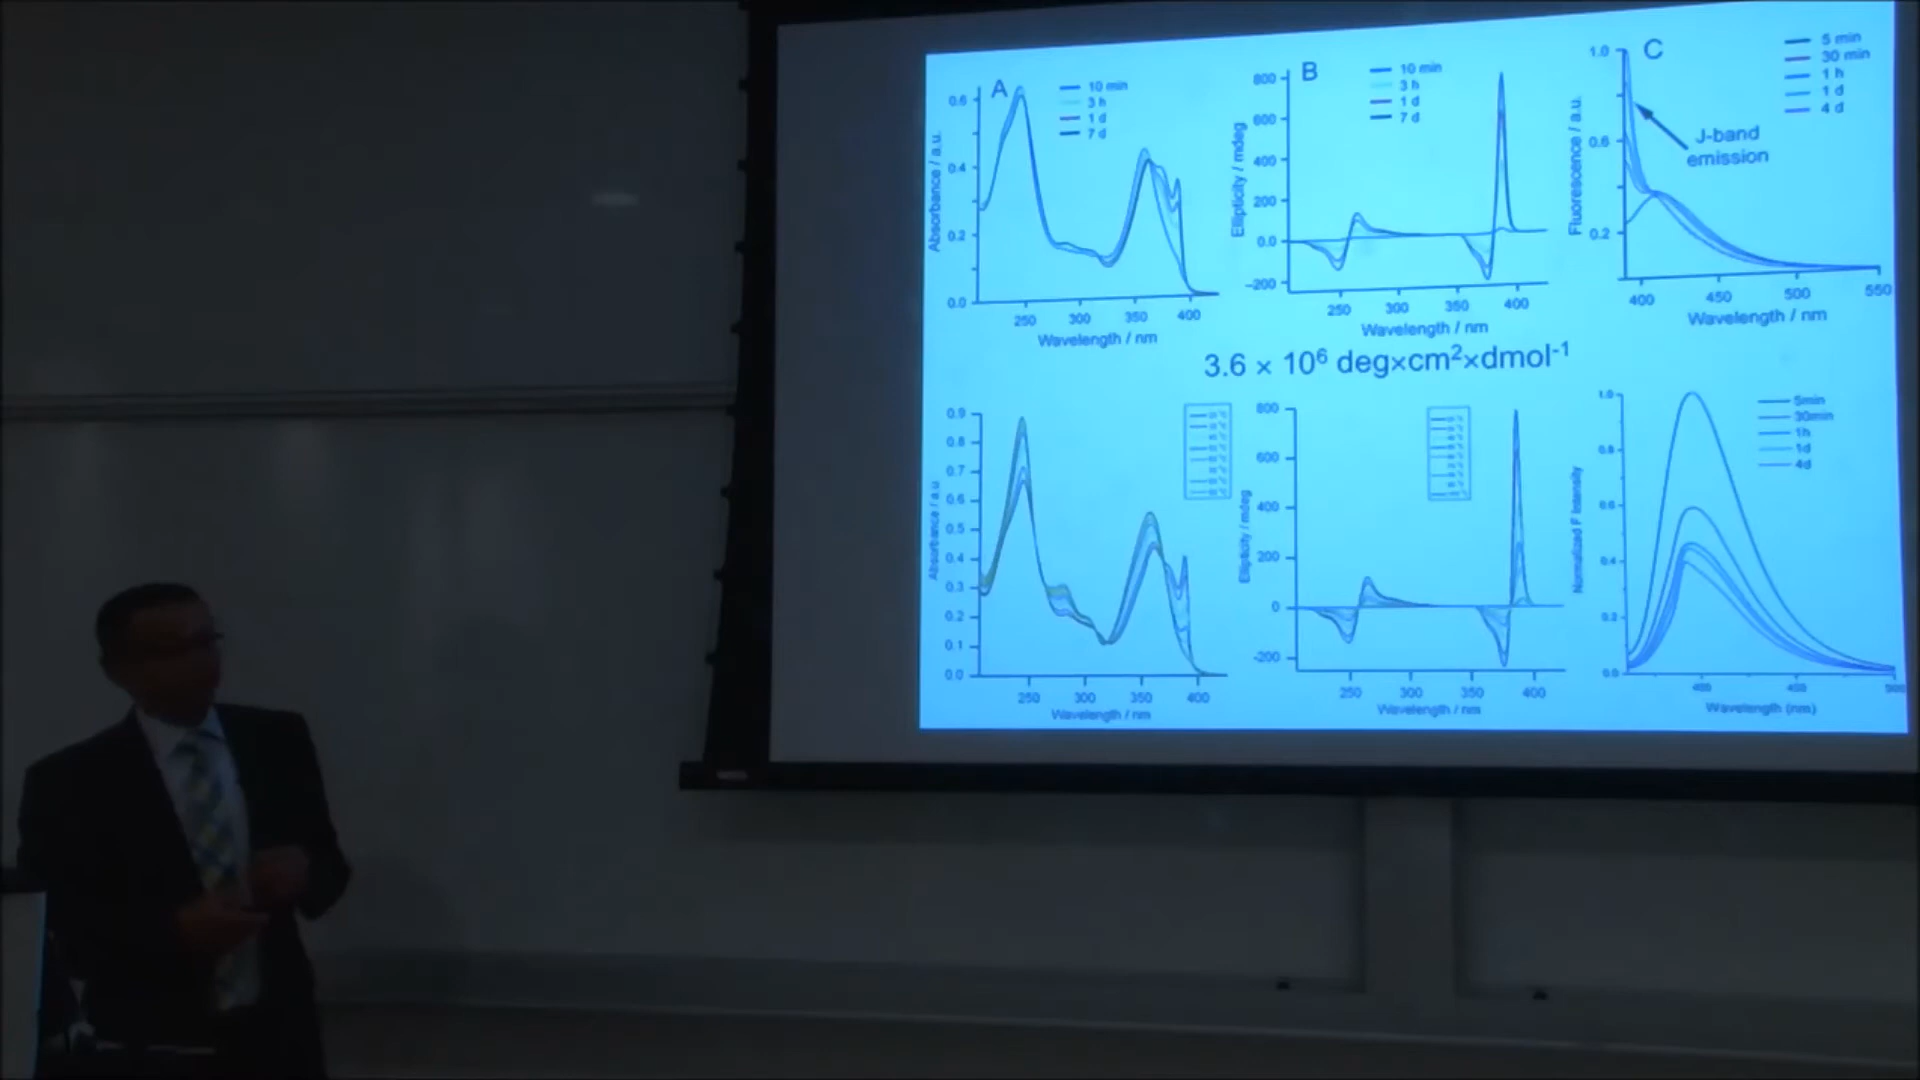 A
10 min
3 h
1 d
7 d
0.6
0.4
0.2
0.0
Absorbance / a.u.
250 300 350 400
Wavelength / nm
B
10 min
3 h
1 d
7 d
800
600
400
200
0.0
-200
Ellipticity / mdeg
250 300 350 400
Wavelength / nm
C
5 min
30 min
1 h
1 d
4 d
1.0
0.6
0.2
Fluorescence / a.u.
J-band
emission
400 450 500 550
Wavelength / nm
3.6 × 10⁶ deg×cm²×dmol⁻¹
0.9
0.8
0.7
0.6
0.5
0.4
0.3
0.2
0.1
0.0
Absorbance / a.u.
250 300 350 400
Wavelength / nm
800
600
400
200
0
-200
Ellipticity / mdeg
250 300 350 400
Wavelength / nm
5min
30min
1h
1d
4d
1.0
0.8
0.6
0.4
0.2
0.0
Normalized F Intensity
400 450 500
Wavelength (nm)